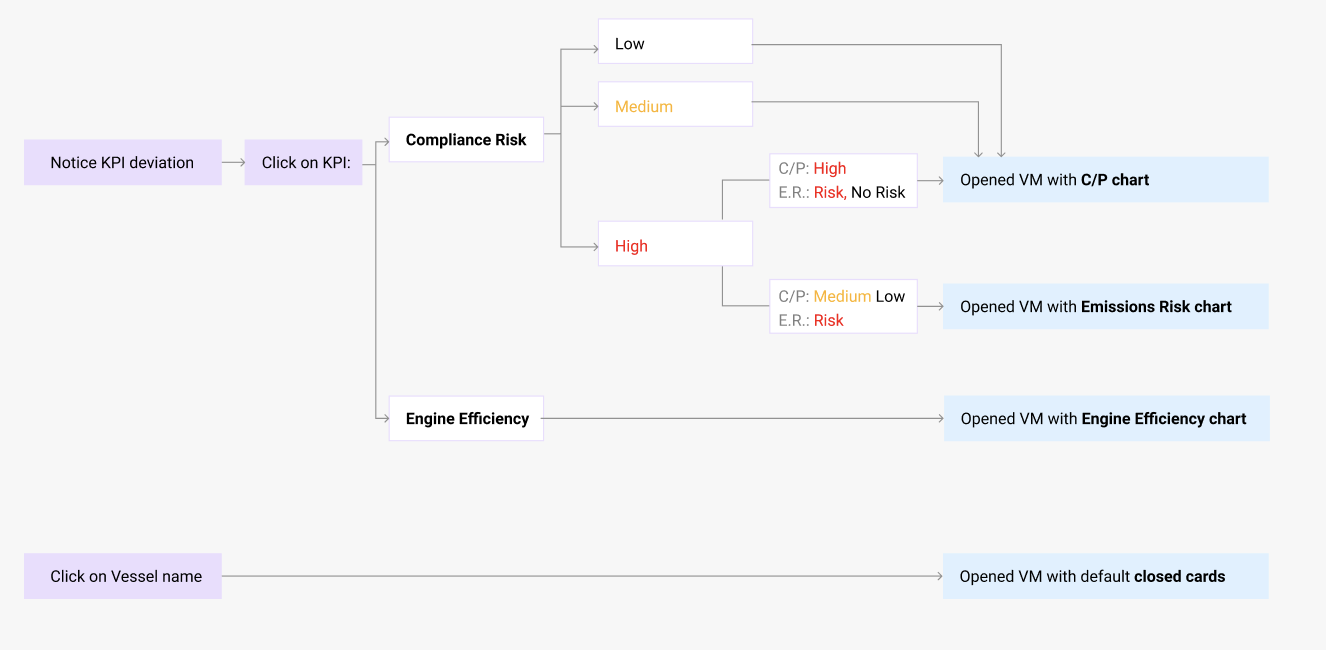 Low
Medium
Notice KPI deviation
Click on KPI:
Compliance Risk
C/P: High
E.R.: Risk, No Risk
Opened VM with C/P chart
High
C/P: Medium Low
E.R.: Risk
Opened VM with Emissions Risk chart
Engine Efficiency
Opened VM with Engine Efficiency chart
Click on Vessel name
Opened VM with default closed cards